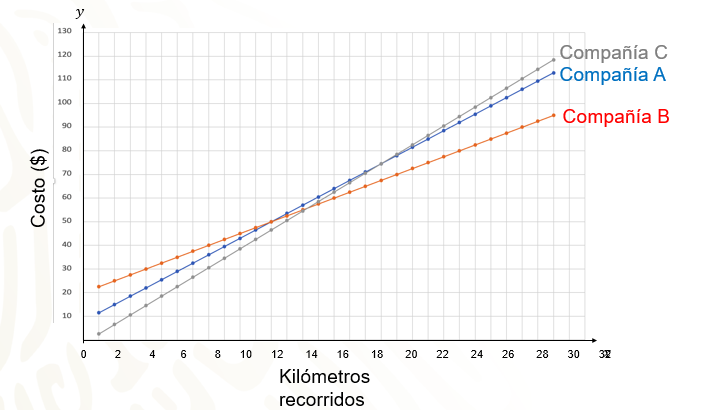 y
130
120
110
100
90
80
70
60
50
40
30
20
10
Costo ($)
Compañía C
Compañía A
Compañía B
0 2 4 6 8 10 12 14 16 18 20 22 24 26 28 30 32
Kilómetros
recorridos